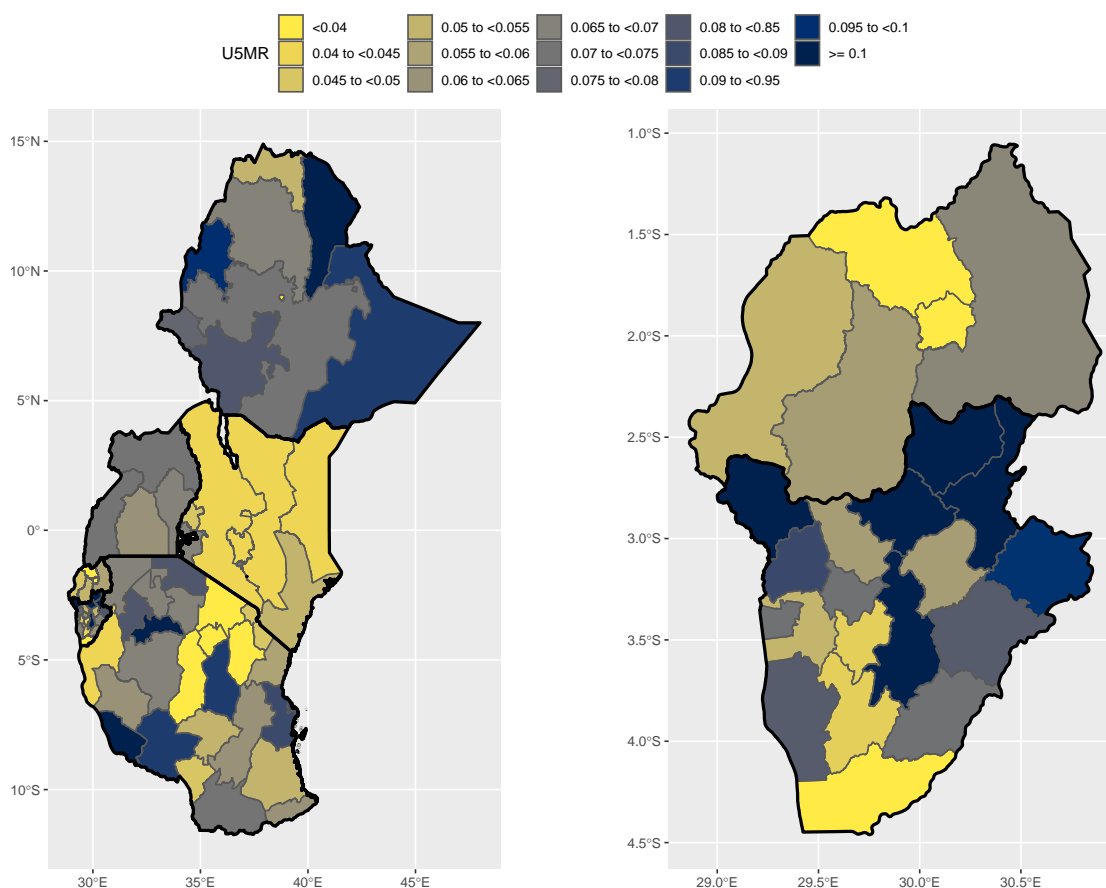 U5MR
<0.04
0.04 to <0.045
0.045 to <0.05
0.05 to <0.055
0.055 to <0.06
0.06 to <0.065
0.065 to <0.07
0.07 to <0.075
0.075 to <0.08
0.08 to <0.85
0.085 to <0.09
0.09 to <0.95
0.095 to <0.1
>= 0.1
15°N
10°N
5°N
0°
5°S
10°S
30°E
35°E
40°E
45°E
1.0°S
1.5°S
2.0°S
2.5°S
3.0°S
3.5°S
4.0°S
4.5°S
29.0°E
29.5°E
30.0°E
30.5°E